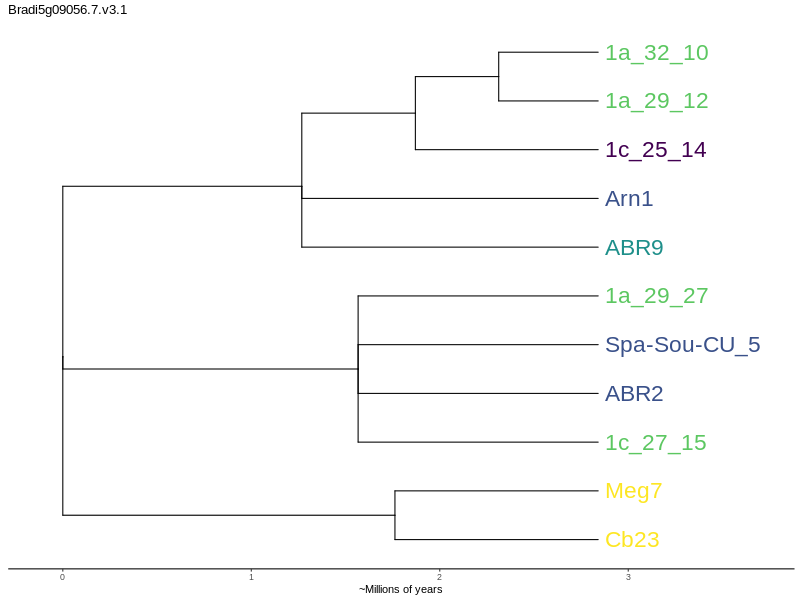 Bradi5g09056.7.v3.1
1a_32_10
1a_29_12
1c_25_14
Arn1
ABR9
1a_29_27
Spa-Sou-CU_5
ABR2
1c_27_15
Meg7
Cb23
0 1 2 3
~Millions of years